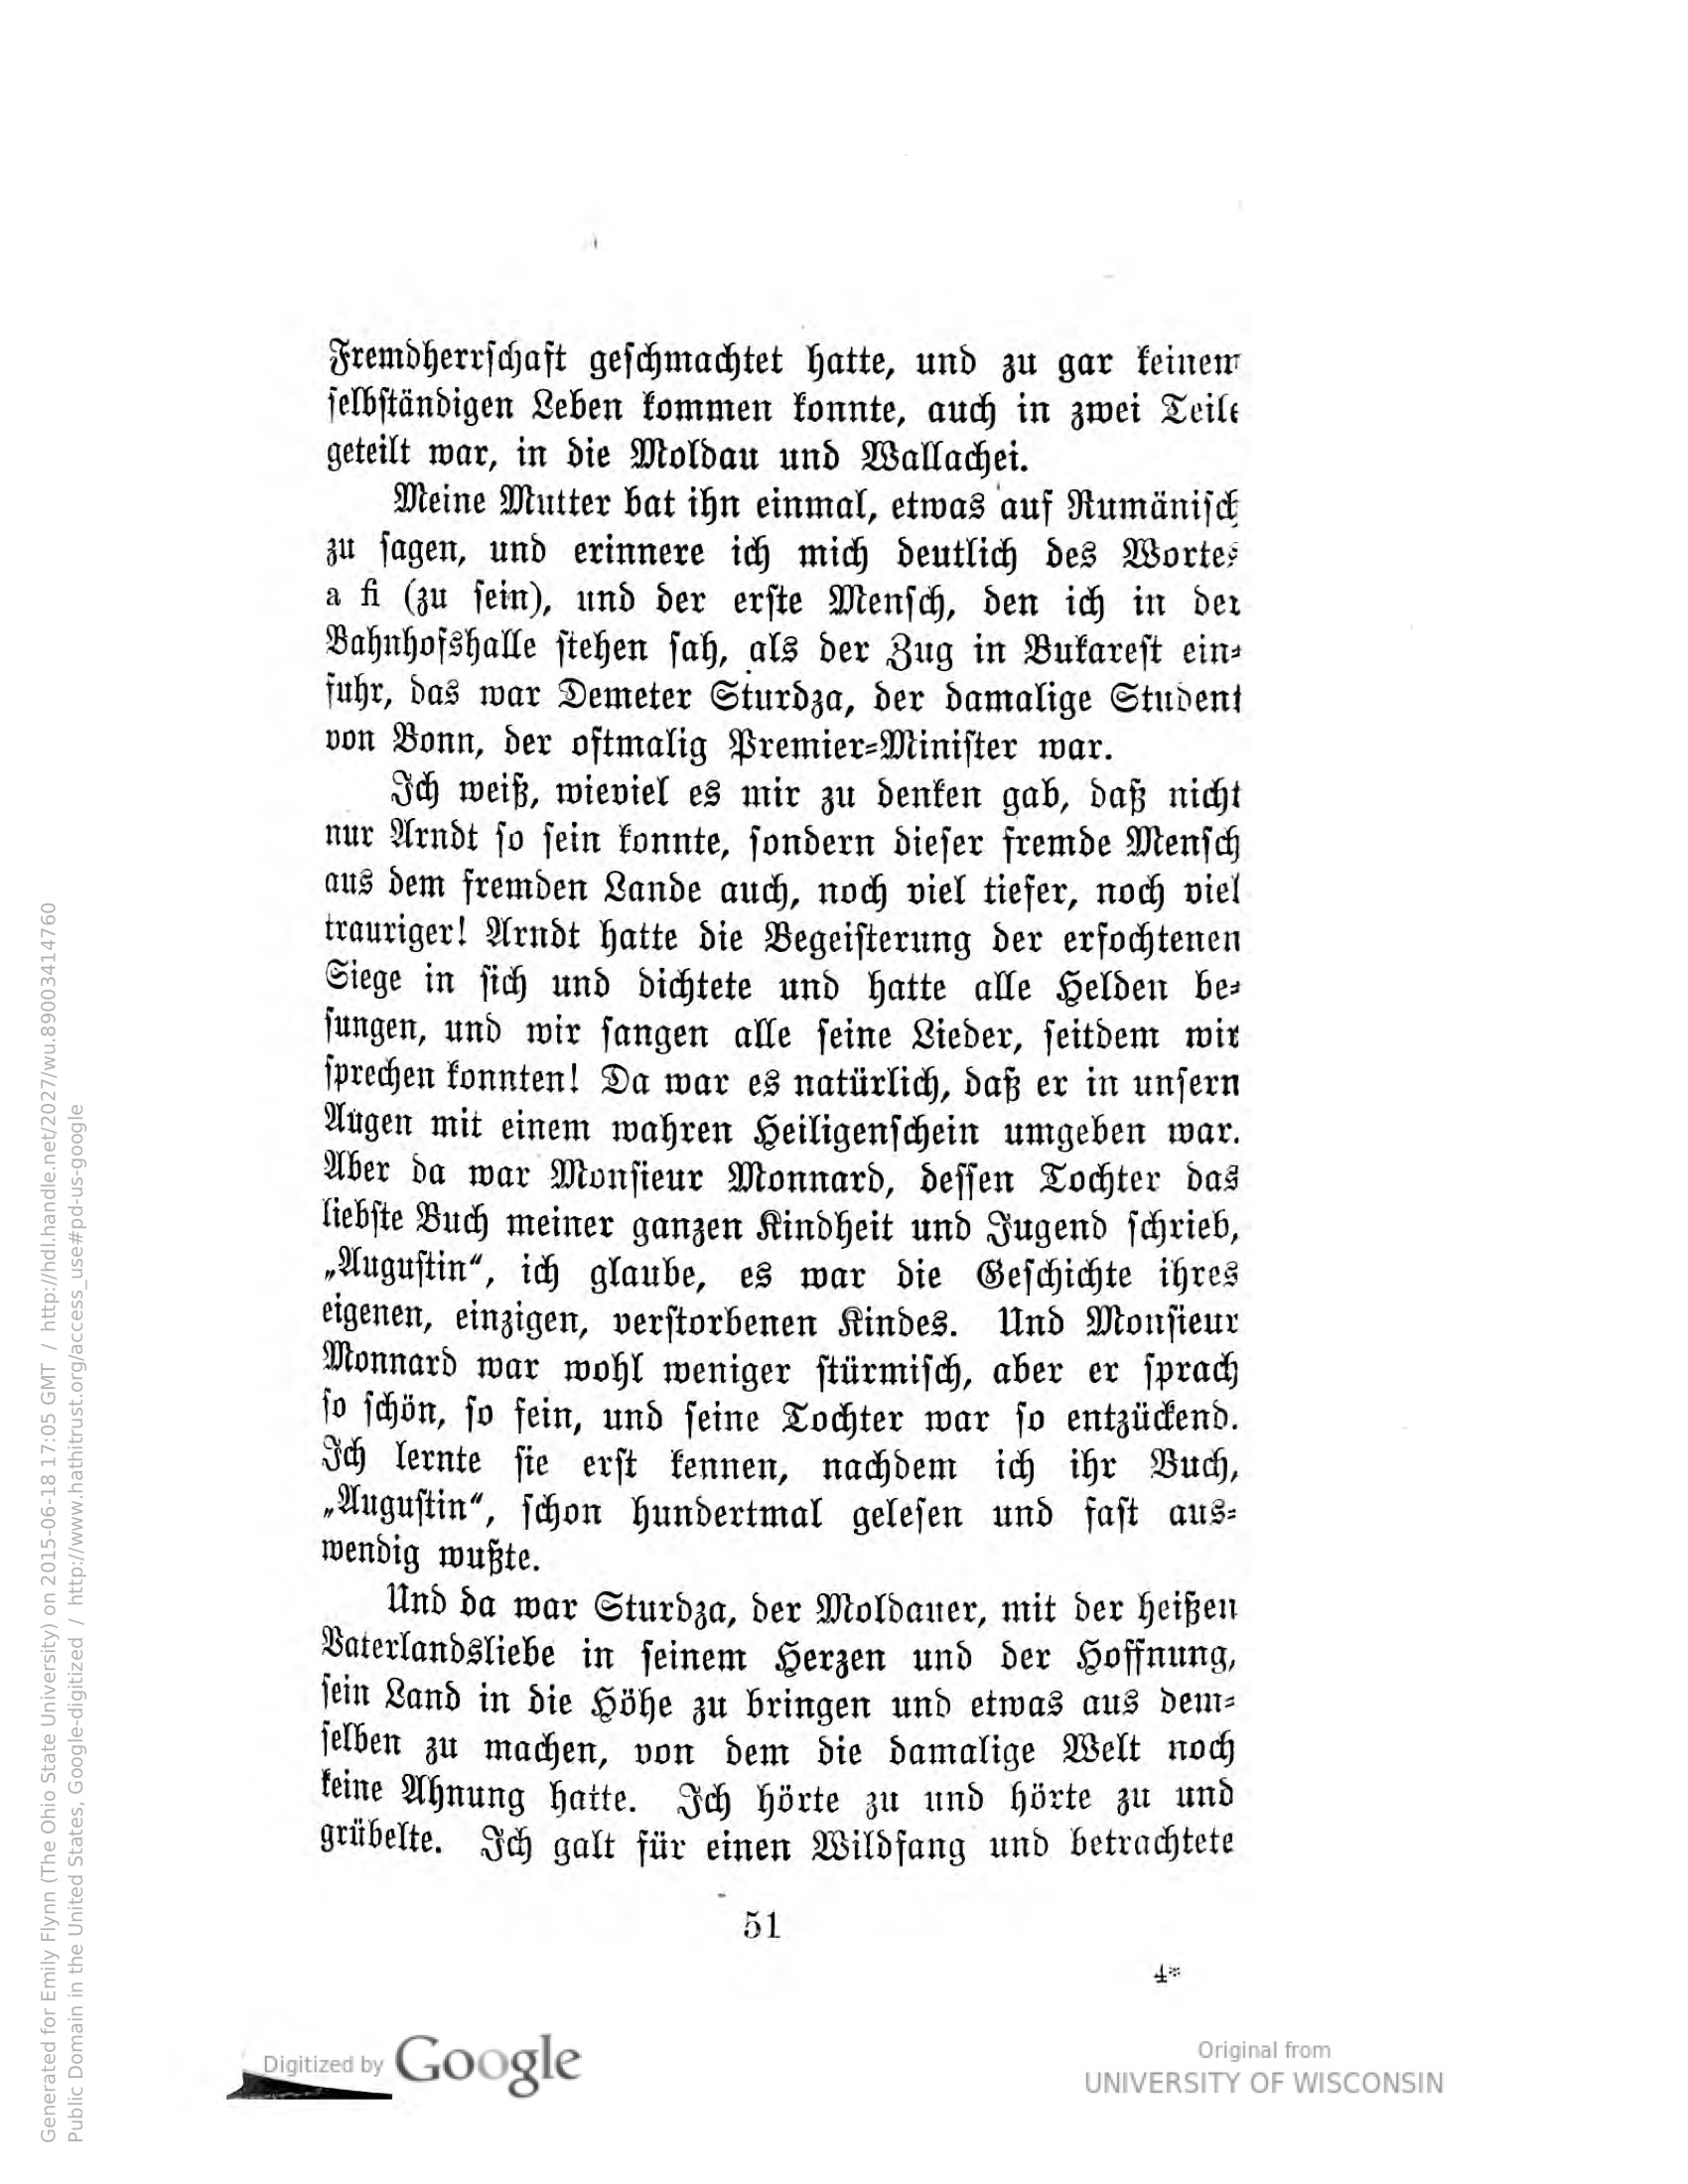 Fremdherrschaft geschmachtet hatte, und zu gar keinem
selbständigen Leben kommen konnte, auch in zwei Teile
geteilt war, in die Moldau und Wallachei.
Meine Mutter bat ihn einmal, etwas auf Rumänisch
zu sagen, und erinnere ich mich deutlich des Wortes
a fi (zu sein), und der erste Mensch, den ich in der
Bahnhofshalle stehen sah, als der Zug in Bukarest ein-
fuhr, das war Demeter Sturdza, der damalige Student
von Bonn, der oftmalig Premier-Minister war.
Ich weiß, wieviel es mir zu denken gab, daß nicht
nur Arndt so sein konnte, sondern dieser fremde Mensch
aus dem fremden Lande auch, noch viel tiefer, noch viel
trauriger! Arndt hatte die Begeisterung der erfochtenen
Siege in sich und dichtete und hatte alle Helden be-
sungen, und wir sangen alle seine Lieder, seitdem wir
sprechen konnten! Da war es natürlich, daß er in unsern
Augen mit einem wahren Heiligenschein umgeben war.
Aber da war Monsieur Monnard, dessen Tochter das
liebste Buch meiner ganzen Kindheit und Jugend schrieb,
„Augustin“, ich glaube, es war die Geschichte ihres
eigenen, einzigen, verstorbenen Kindes. Und Monsieur
Monnard war wohl weniger stürmisch, aber er sprach
so schön, so fein, und seine Tochter war so entzückend.
Ich lernte sie erst kennen, nachdem ich ihr Buch,
„Augustin“, schon hundertmal gelesen und fast aus-
wendig wußte.
Und da war Sturdza, der Moldauer, mit der heißen
Vaterlandsliebe in seinem Herzen und der Hoffnung,
sein Land in die Höhe zu bringen und etwas aus dem-
selben zu machen, von dem die damalige Welt noch
keine Ahnung hatte. Ich hörte zu und hörte zu und
grübelte. Ich galt für einen Wildfang und betrachtete
51
4*
Digitized by Google
Original from
UNIVERSITY OF WISCONSIN
Generated for Emily Flynn (The Ohio State University) on 2015-06-18 17:05 GMT / http://hdl.handle.net/2027/wu.89003414760
Public Domain in the United States, Google-digitized / http://www.hathitrust.org/access_use#pd-us-google